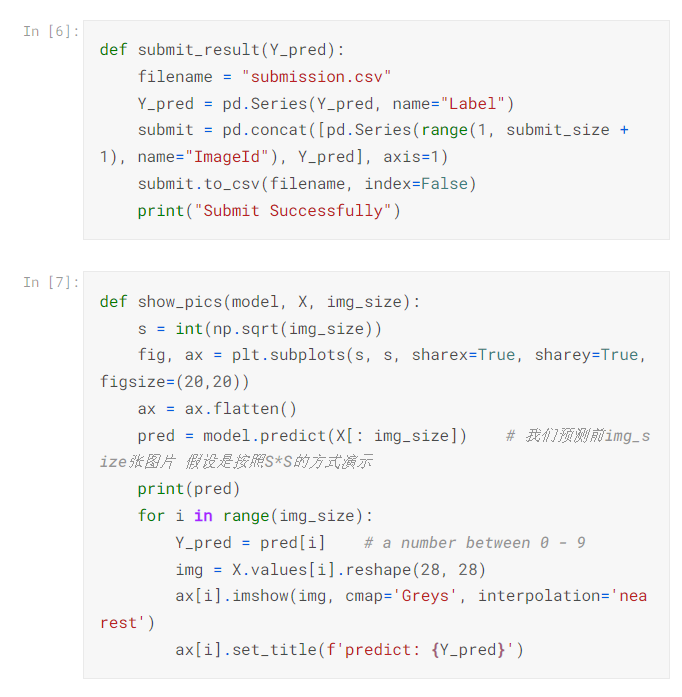 In [6]:
def submit_result(Y_pred):
    filename = "submission.csv"
    Y_pred = pd.Series(Y_pred, name="Label")
    submit = pd.concat([pd.Series(range(1, submit_size +
1), name="ImageId"), Y_pred], axis=1)
    submit.to_csv(filename, index=False)
    print("Submit Successfully")
In [7]:
def show_pics(model, X, img_size):
    s = int(np.sqrt(img_size))
    fig, ax = plt.subplots(s, s, sharex=True, sharey=True,
figsize=(20,20))
    ax = ax.flatten()
    pred = model.predict(X[: img_size])    # 我们预测前img_s
ize张图片 假设是按照S*S的方式演示
    print(pred)
    for i in range(img_size):
        Y_pred = pred[i]    # a number between 0 - 9
        img = X.values[i].reshape(28, 28)
        ax[i].imshow(img, cmap='Greys', interpolation='nea
rest')
        ax[i].set_title(f'predict: {Y_pred}')